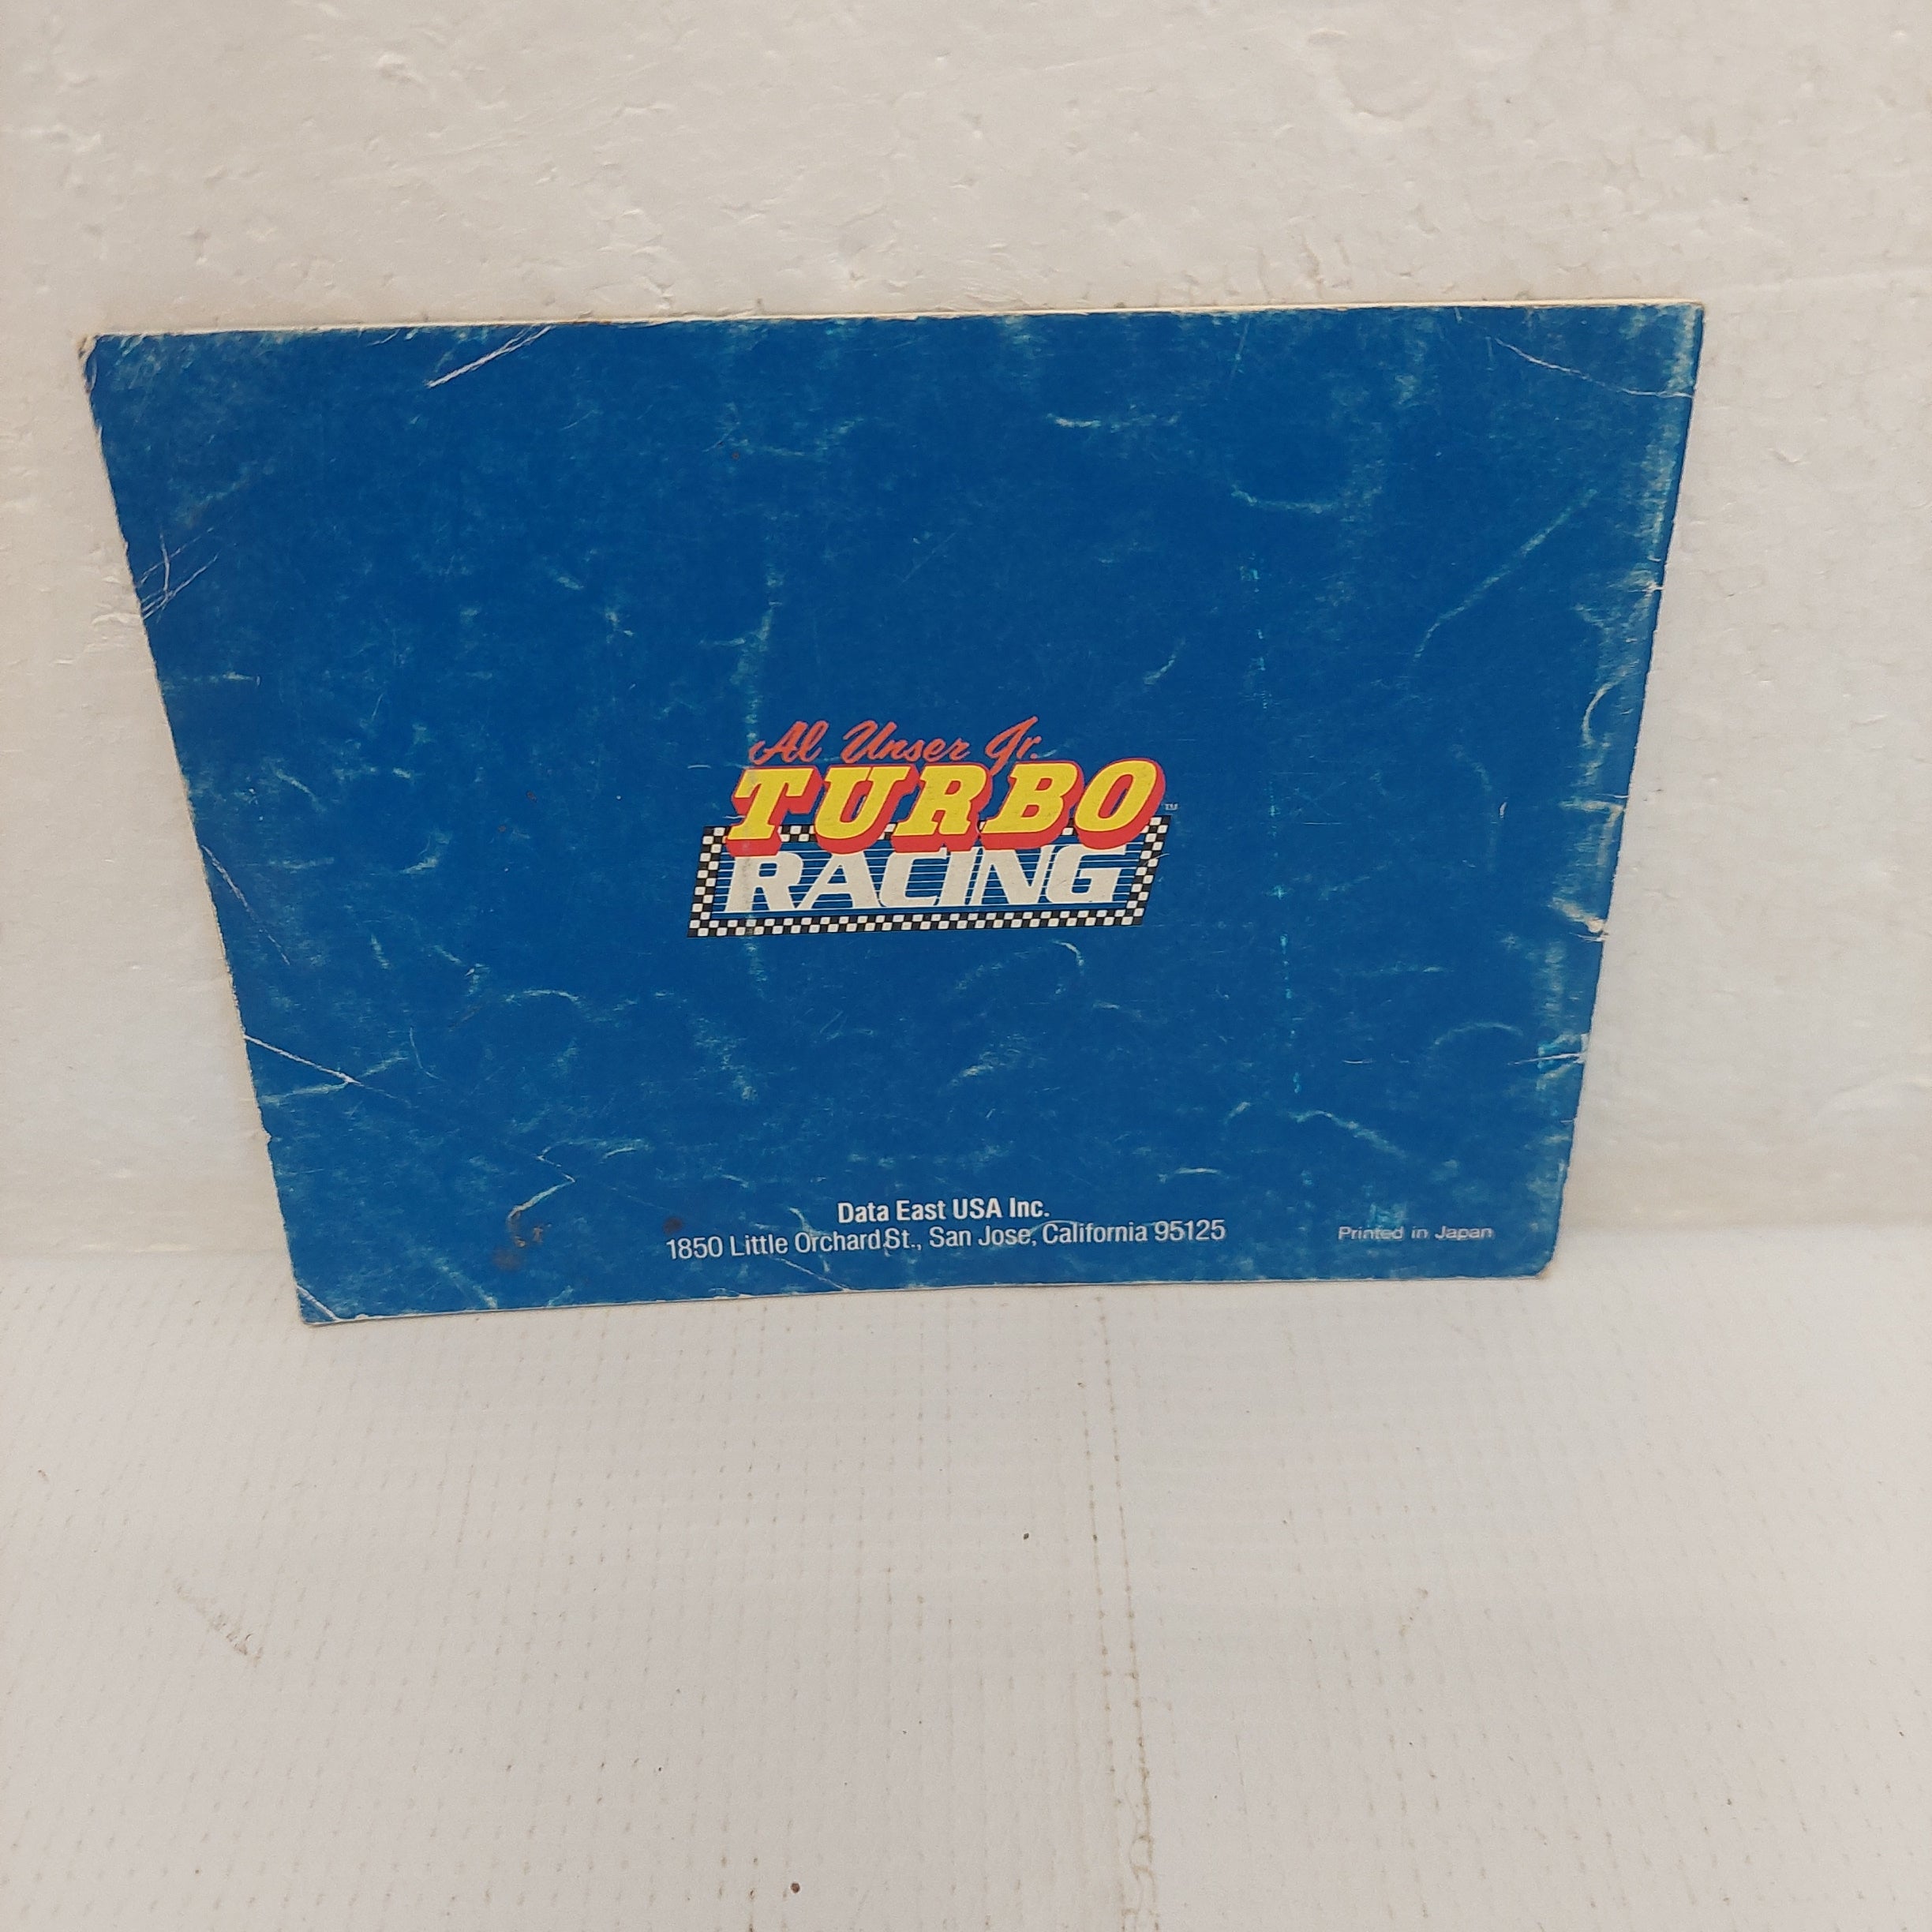 Al Unser Jr.
TURBO™
RACING
Data East USA Inc.
1850 Little Orchard St., San Jose, California 95125
Printed in Japan